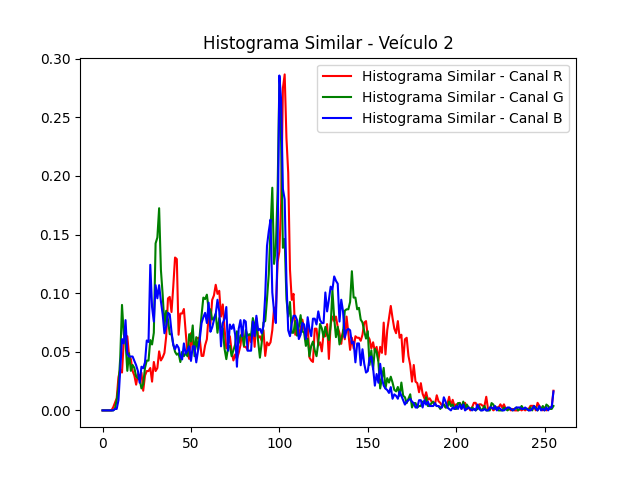 Histograma Similar - Veículo 2
Histograma Similar - Canal R
Histograma Similar - Canal G
Histograma Similar - Canal B
0.30
0.25
0.20
0.15
0.10
0.05
0.00
0 50 100 150 200 250